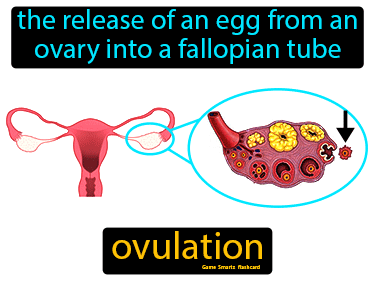 the release of an egg from an
ovary into a fallopian tube
ovulation
Game Smartz flashcard